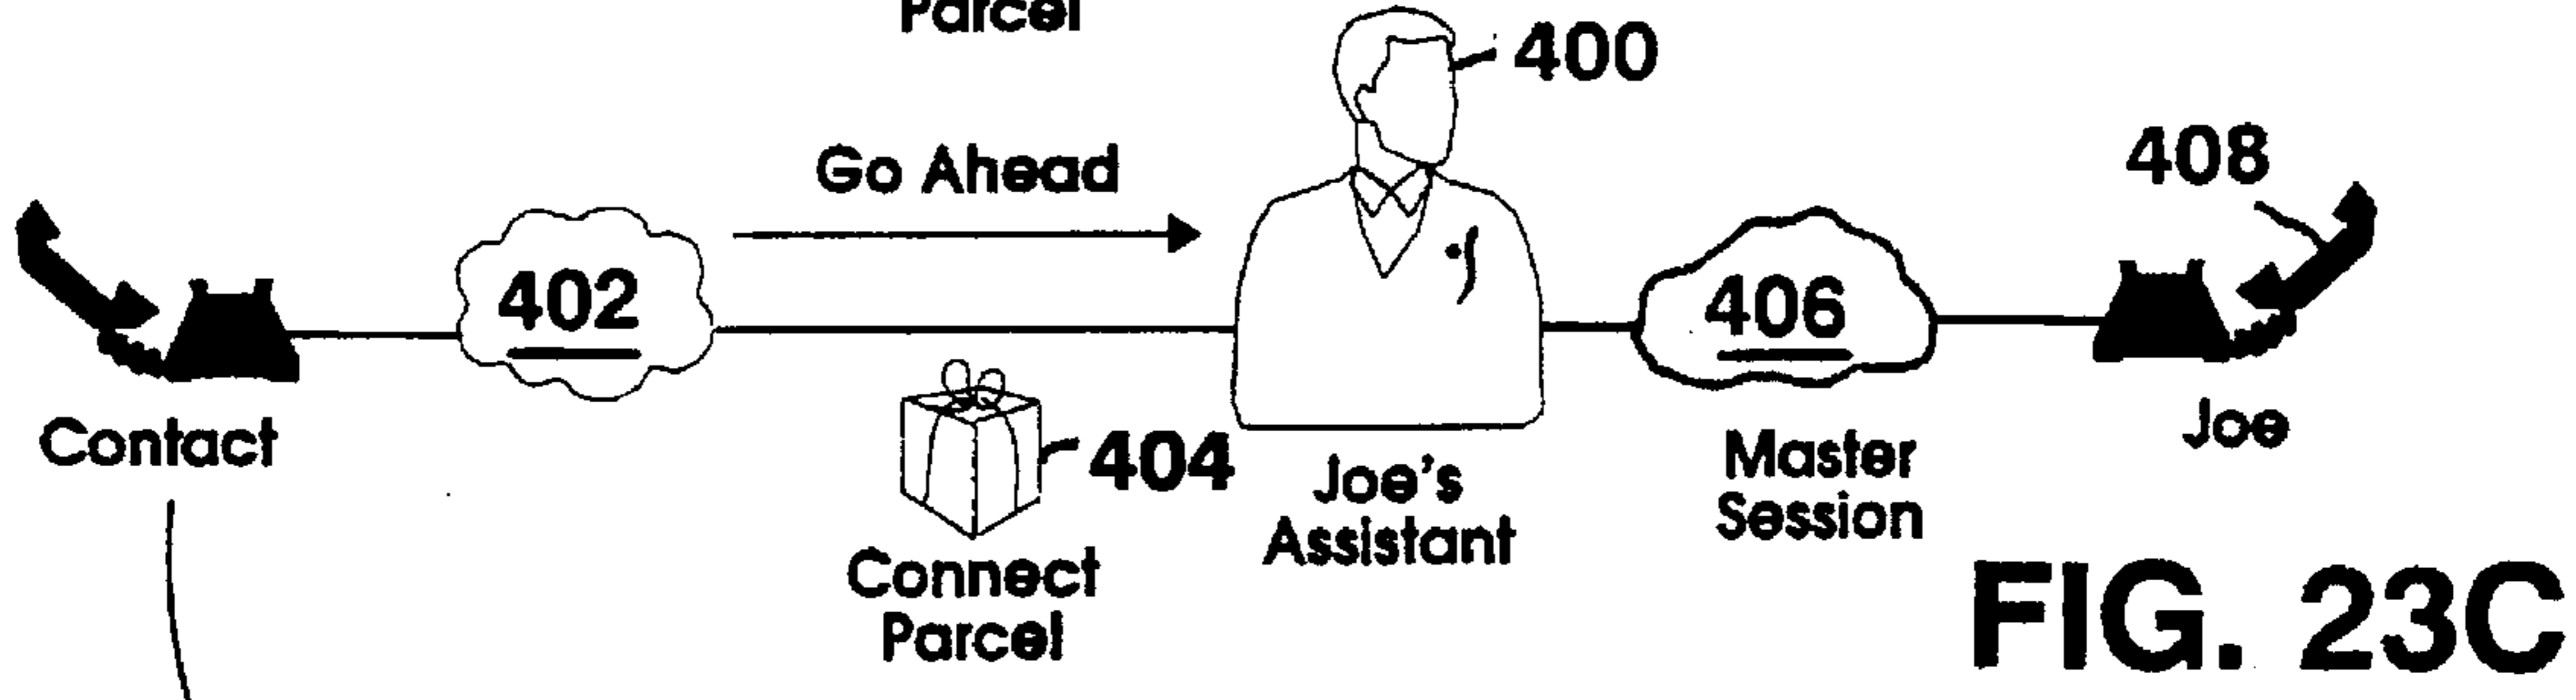 Parcel
400
Go Ahead
408
402
406
Contact
404
Joe's
Assistant
Master
Session
Joe
Connect
Parcel
FIG. 23C